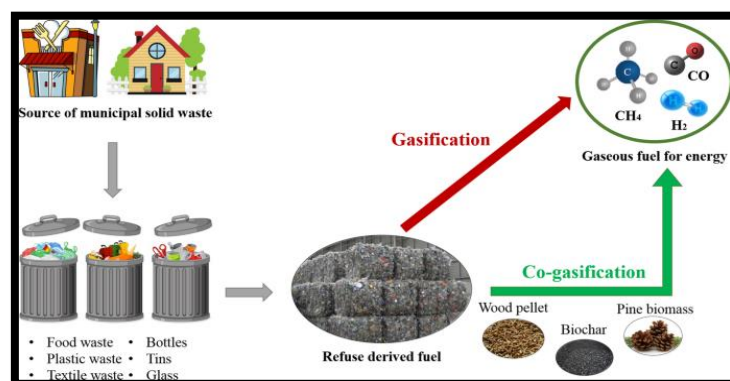 Source of municipal solid waste
Gasification
C
H
H
C
O
CO
CH₄
H H
H₂
Gaseous fuel for energy
Co-gasification
Wood pellet
Biochar
Pine biomass
Refuse derived fuel
• Food waste • Bottles
• Plastic waste • Tins
• Textile waste • Glass